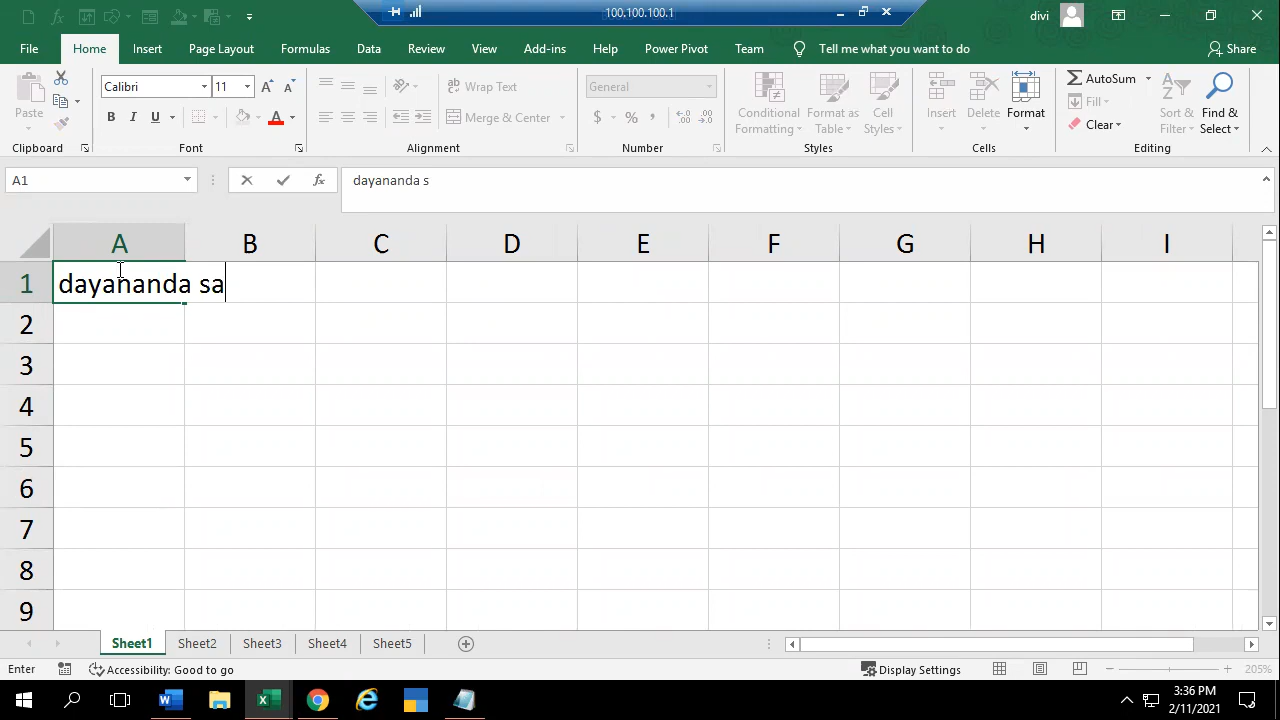 100.100.100.1
divi
File Home Insert Page Layout Formulas Data Review View Add-ins Help Power Pivot Team Tell me what you want to do Share
Paste
Clipboard
Calibri 11
B I U
Font
Wrap Text
Merge & Center
Alignment
General
$ % ,
Number
Conditional Formatting
Format as Table
Cell Styles
Styles
Insert Delete Format
Cells
AutoSum
Fill
Clear
Sort & Filter
Find & Select
Editing
A1 fx dayananda s
A B C D E F G H I
1 dayananda sa
2
3
4
5
6
7
8
9
Sheet1 Sheet2 Sheet3 Sheet4 Sheet5
Enter Accessibility: Good to go Display Settings 205%
3:36 PM
2/11/2021